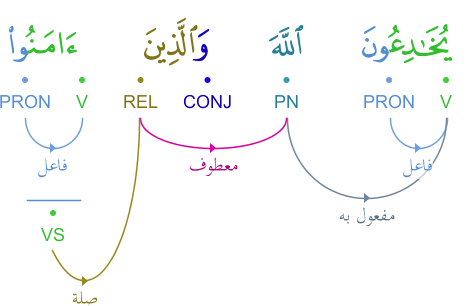 يُخَٰدِعُونَ ٱللَّهَ وَٱلَّذِينَ ءَامَنُوا۟
V PRON PN CONJ REL V PRON
فاعل معطوف فاعل
مفعول به
VS
صلة